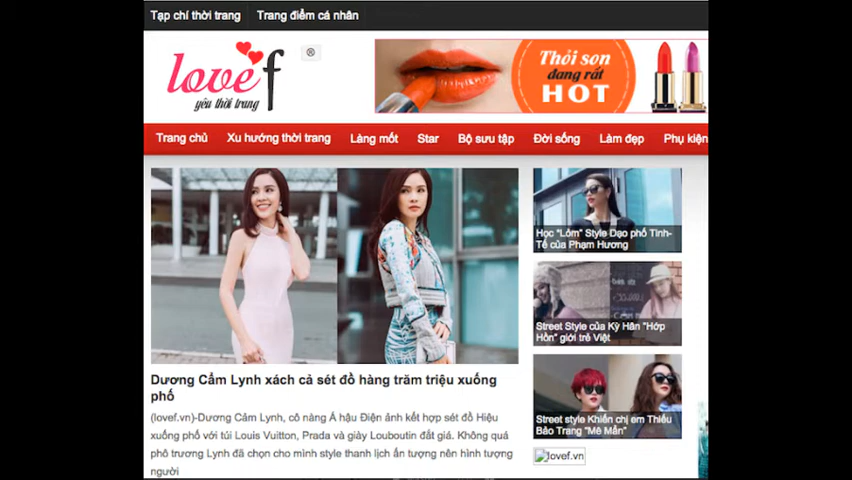 Tạp chí thời trang
Trang điểm cá nhân
lovef
®
yêu thời trang
Thỏi son
đang rất
HOT
Trang chủ
Xu hướng thời trang
Làng mốt
Star
Bộ sưu tập
Đời sống
Làm đẹp
Phụ kiện
Học “Lỏm” Style Dạo phố Tinh-
Tế của Phạm Hương
Street Style của Kỳ Hân “Hớp
Hồn” giới trẻ Việt
Street style Khiến chị em Thiều
Bảo Trang “Mê Mẩn”
lovef.vn
Dương Cẩm Lynh xách cả sét đồ hàng trăm triệu xuống
phố
(lovef.vn)-Dương Cẩm Lynh, cô nàng Á hậu Điện ảnh kết hợp sét đồ Hiệu
xuống phố với túi Louis Vuitton, Prada và giày Louboutin đắt giá. Không quá
phô trương Lynh đã chọn cho mình style thanh lịch ấn tượng nên hình tượng
người